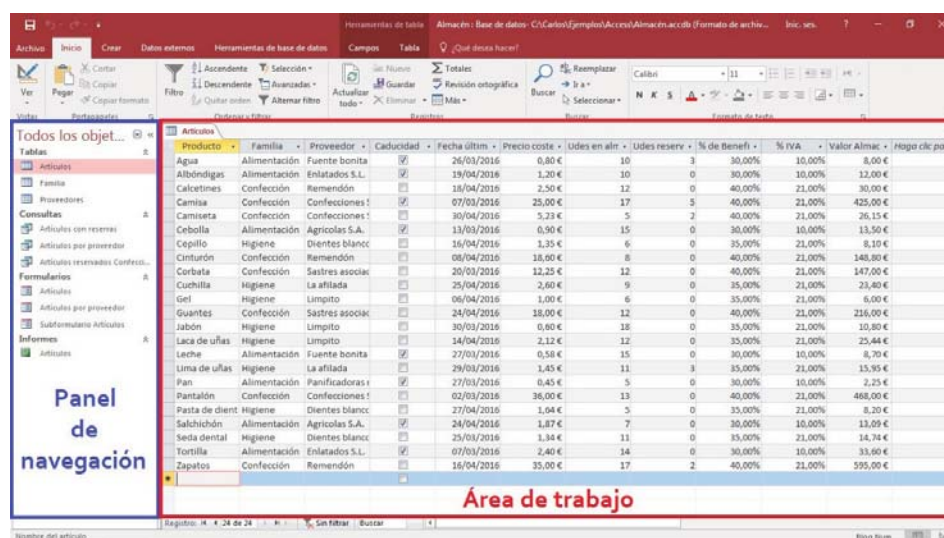 Herramientas de tabla Almacén : Base de datos- C:\Carlos\Ejemplos\Access\Almacén.accdb (Formato de archiv... Inic. ses. ?
Archivo Inicio Crear Datos externos Herramientas de base de datos Campos Tabla ¿Qué desea hacer?
Cortar Ascendente Selección Nuevo Totales Reemplazar Calibri 11
Copiar Descendente Avanzadas Guardar Revisión ortográfica Ir a
Ver Pegar Copiar formato Filtro Quitar orden Alternar filtro Actualizar todo Eliminar Más Buscar Seleccionar N K S A
Vistas Portapapeles Ordenar y filtrar Registros Buscar Formato de texto
Todos los objet...
Tablas
Artículos
Familia
Proveedores
Consultas
Artículos con reservas
Artículos por proveedor
Artículos reservados Confecci...
Formularios
Artículos
Artículos por proveedor
Subformulario Artículos
Informes
Artículos
Panel
de
navegación
Artículos
Producto Familia Proveedor Caducidad Fecha últim Precio coste Udes en alm Udes reserv % de Benefi % IVA Valor Almac Haga clic pa
Agua Alimentación Fuente bonita 26/03/2016 0,80 € 10 3 30,00% 10,00% 8,00 €
Albóndigas Alimentación Enlatados S.L. 19/04/2016 1,20 € 10 0 30,00% 10,00% 12,00 €
Calcetines Confección Remendón 18/04/2016 2,50 € 12 0 40,00% 21,00% 30,00 €
Camisa Confección Confecciones 07/03/2016 25,00 € 17 5 40,00% 21,00% 425,00 €
Camiseta Confección Confecciones 30/04/2016 5,23 € 5 2 40,00% 21,00% 26,15 €
Cebolla Alimentación Agrícolas S.A. 13/03/2016 0,90 € 15 0 30,00% 10,00% 13,50 €
Cepillo Higiene Dientes blanco 16/04/2016 1,35 € 6 0 35,00% 21,00% 8,10 €
Cinturón Confección Remendón 08/04/2016 18,60 € 8 0 40,00% 21,00% 148,80 €
Corbata Confección Sastres asociad 20/03/2016 12,25 € 12 0 40,00% 21,00% 147,00 €
Cuchilla Higiene La afilada 25/04/2016 2,60 € 9 0 35,00% 21,00% 23,40 €
Gel Higiene Limpito 06/04/2016 1,00 € 6 0 35,00% 21,00% 6,00 €
Guantes Confección Sastres asociad 24/04/2016 18,00 € 12 0 40,00% 21,00% 216,00 €
Jabón Higiene Limpito 30/03/2016 0,60 € 18 0 35,00% 21,00% 10,80 €
Laca de uñas Higiene Limpito 14/04/2016 2,12 € 12 0 35,00% 21,00% 25,44 €
Leche Alimentación Fuente bonita 27/03/2016 0,58 € 15 0 30,00% 10,00% 8,70 €
Lima de uñas Higiene La afilada 29/03/2016 1,45 € 11 3 35,00% 21,00% 15,95 €
Pan Alimentación Panificadoras 27/03/2016 0,45 € 5 0 30,00% 10,00% 2,25 €
Pantalón Confección Confecciones 02/03/2016 36,00 € 13 0 40,00% 21,00% 468,00 €
Pasta de dient Higiene Dientes blanco 27/04/2016 1,64 € 5 0 35,00% 21,00% 8,20 €
Salchichón Alimentación Agrícolas S.A. 24/04/2016 1,87 € 7 0 30,00% 10,00% 13,09 €
Seda dental Higiene Dientes blanco 25/03/2016 1,34 € 11 0 35,00% 21,00% 14,74 €
Tortilla Alimentación Enlatados S.L. 07/03/2016 2,40 € 14 0 30,00% 10,00% 33,60 €
Zapatos Confección Remendón 16/04/2016 35,00 € 17 2 40,00% 21,00% 595,00 €
Área de trabajo
Registro: 24 de 24 Sin filtrar Buscar
Nombre del artículo Bloq Num